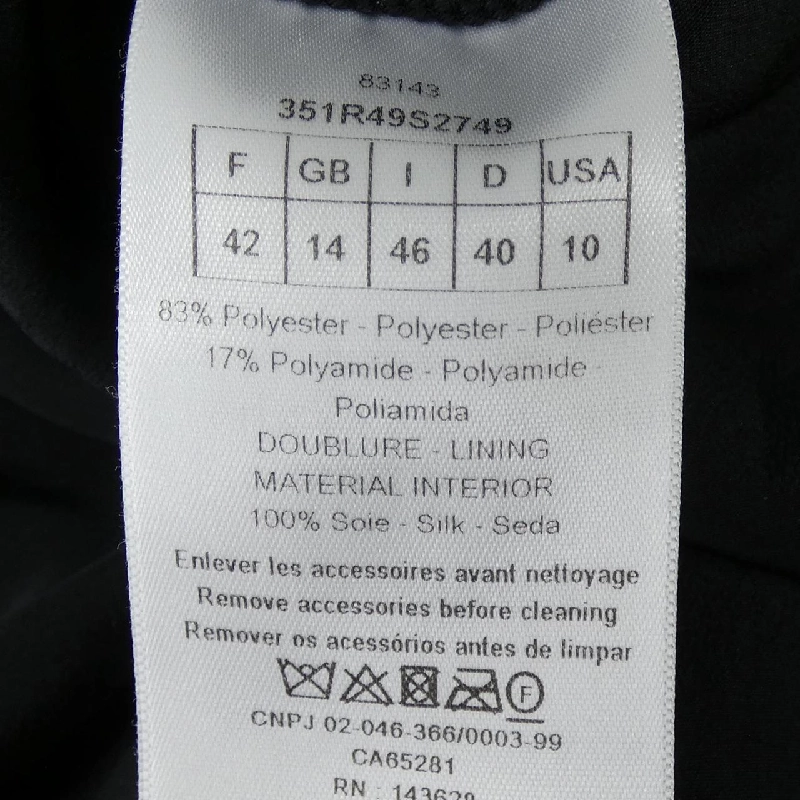 83143
351R49S2749
F GB I D USA
42 14 46 40 10
83% Polyester - Polyester - Poliéster
17% Polyamide - Polyamide -
Poliamida
DOUBLURE - LINING
MATERIAL INTERIOR
100% Soie - Silk - Seda
Enlever les accessoires avant nettoyage
Remove accessories before cleaning
Remover os acessórios antes de limpar
F
CNPJ 02-046-366/0003-99
CA65281
RN : 143629